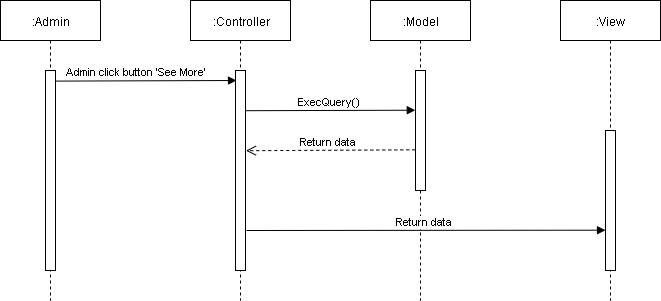 :Admin
:Controller
:Model
:View
Admin click button 'See More'
ExecQuery()
Return data
Return data